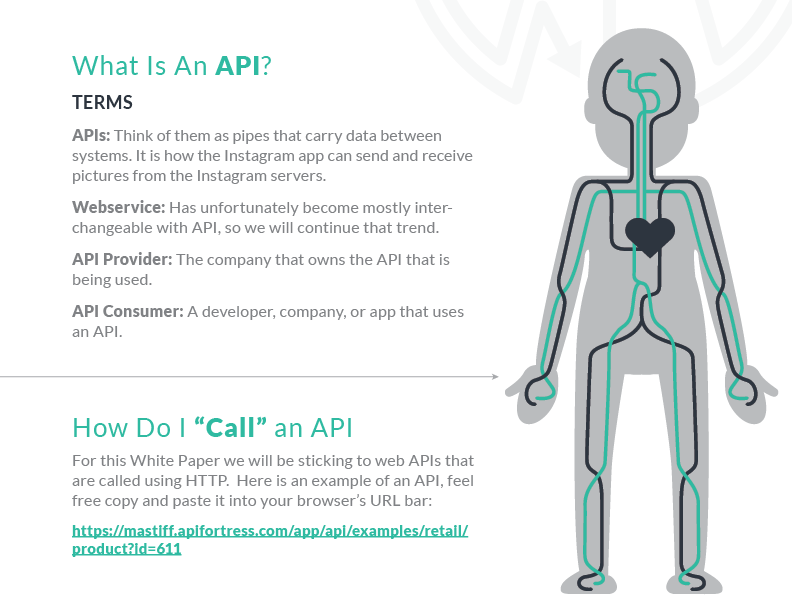 What Is An API?
TERMS
APIs: Think of them as pipes that carry data between
systems. It is how the Instagram app can send and receive
pictures from the Instagram servers.
Webservice: Has unfortunately become mostly inter-
changeable with API, so we will continue that trend.
API Provider: The company that owns the API that is
being used.
API Consumer: A developer, company, or app that uses
an API.
How Do I “Call” an API
For this White Paper we will be sticking to web APIs that
are called using HTTP.  Here is an example of an API, feel
free copy and paste it into your browser’s URL bar:
https://mastiff.apifortress.com/app/api/examples/retail/
product?id=611